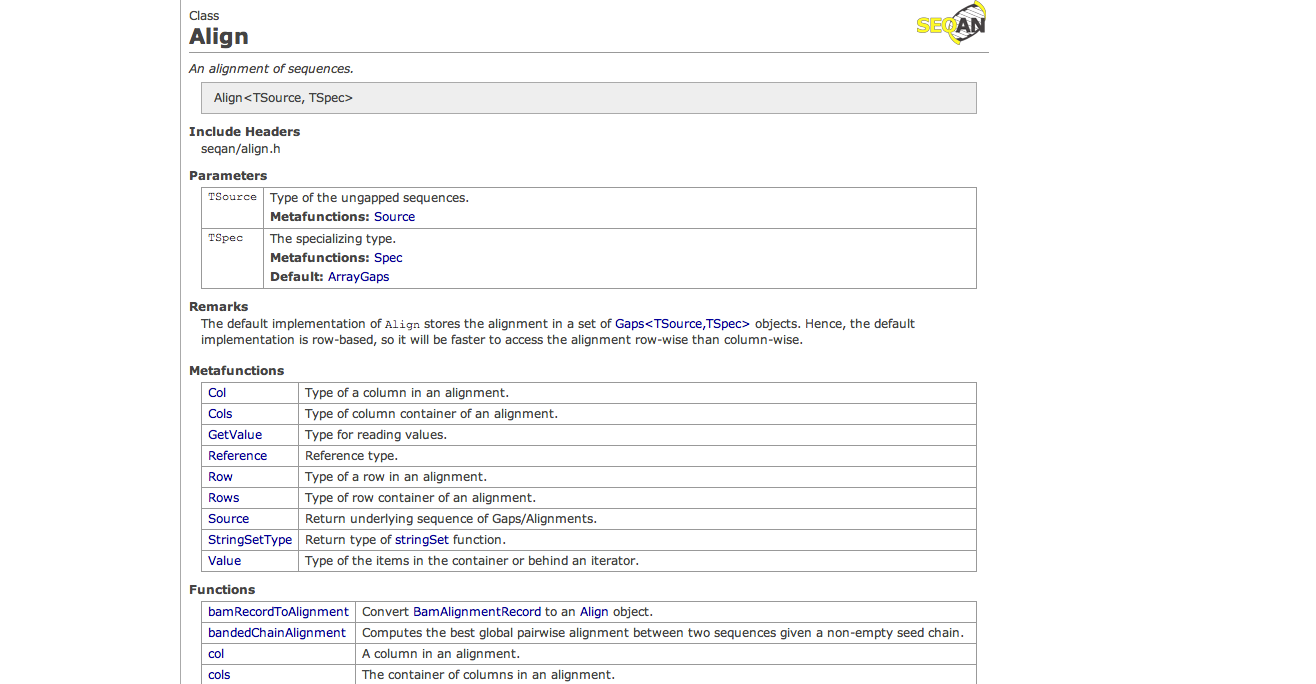 Class
SEQAN
Align
An alignment of sequences.
Align<TSource, TSpec>
Include Headers
seqan/align.h
Parameters
TSource Type of the ungapped sequences.
Metafunctions: Source
TSpec The specializing type.
Metafunctions: Spec
Default: ArrayGaps
Remarks
The default implementation of Align stores the alignment in a set of Gaps<TSource,TSpec> objects. Hence, the default
implementation is row-based, so it will be faster to access the alignment row-wise than column-wise.
Metafunctions
Col Type of a column in an alignment.
Cols Type of column container of an alignment.
GetValue Type for reading values.
Reference Reference type.
Row Type of a row in an alignment.
Rows Type of row container of an alignment.
Source Return underlying sequence of Gaps/Alignments.
StringSetType Return type of stringSet function.
Value Type of the items in the container or behind an iterator.
Functions
bamRecordToAlignment Convert BamAlignmentRecord to an Align object.
bandedChainAlignment Computes the best global pairwise alignment between two sequences given a non-empty seed chain.
col A column in an alignment.
cols The container of columns in an alignment.